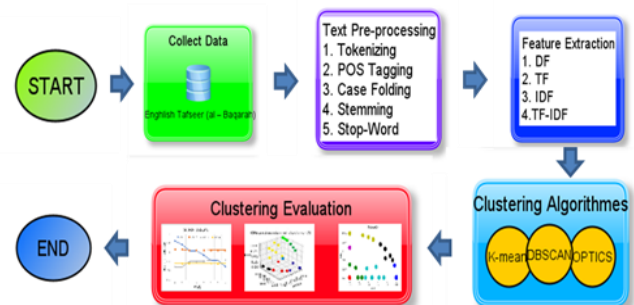 START
Collect Data
Enghlish Tafseer (al – Baqarah)
Text Pre-processing
1. Tokenizing
2. POS Tagging
3. Case Folding
4. Stemming
5. Stop-Word
Feature Extraction
1. DF
2. TF
3. IDF
4.TF-IDF
Clustering Algorithmes
K-mean
DBSCAN
OPTICS
Clustering Evaluation
END